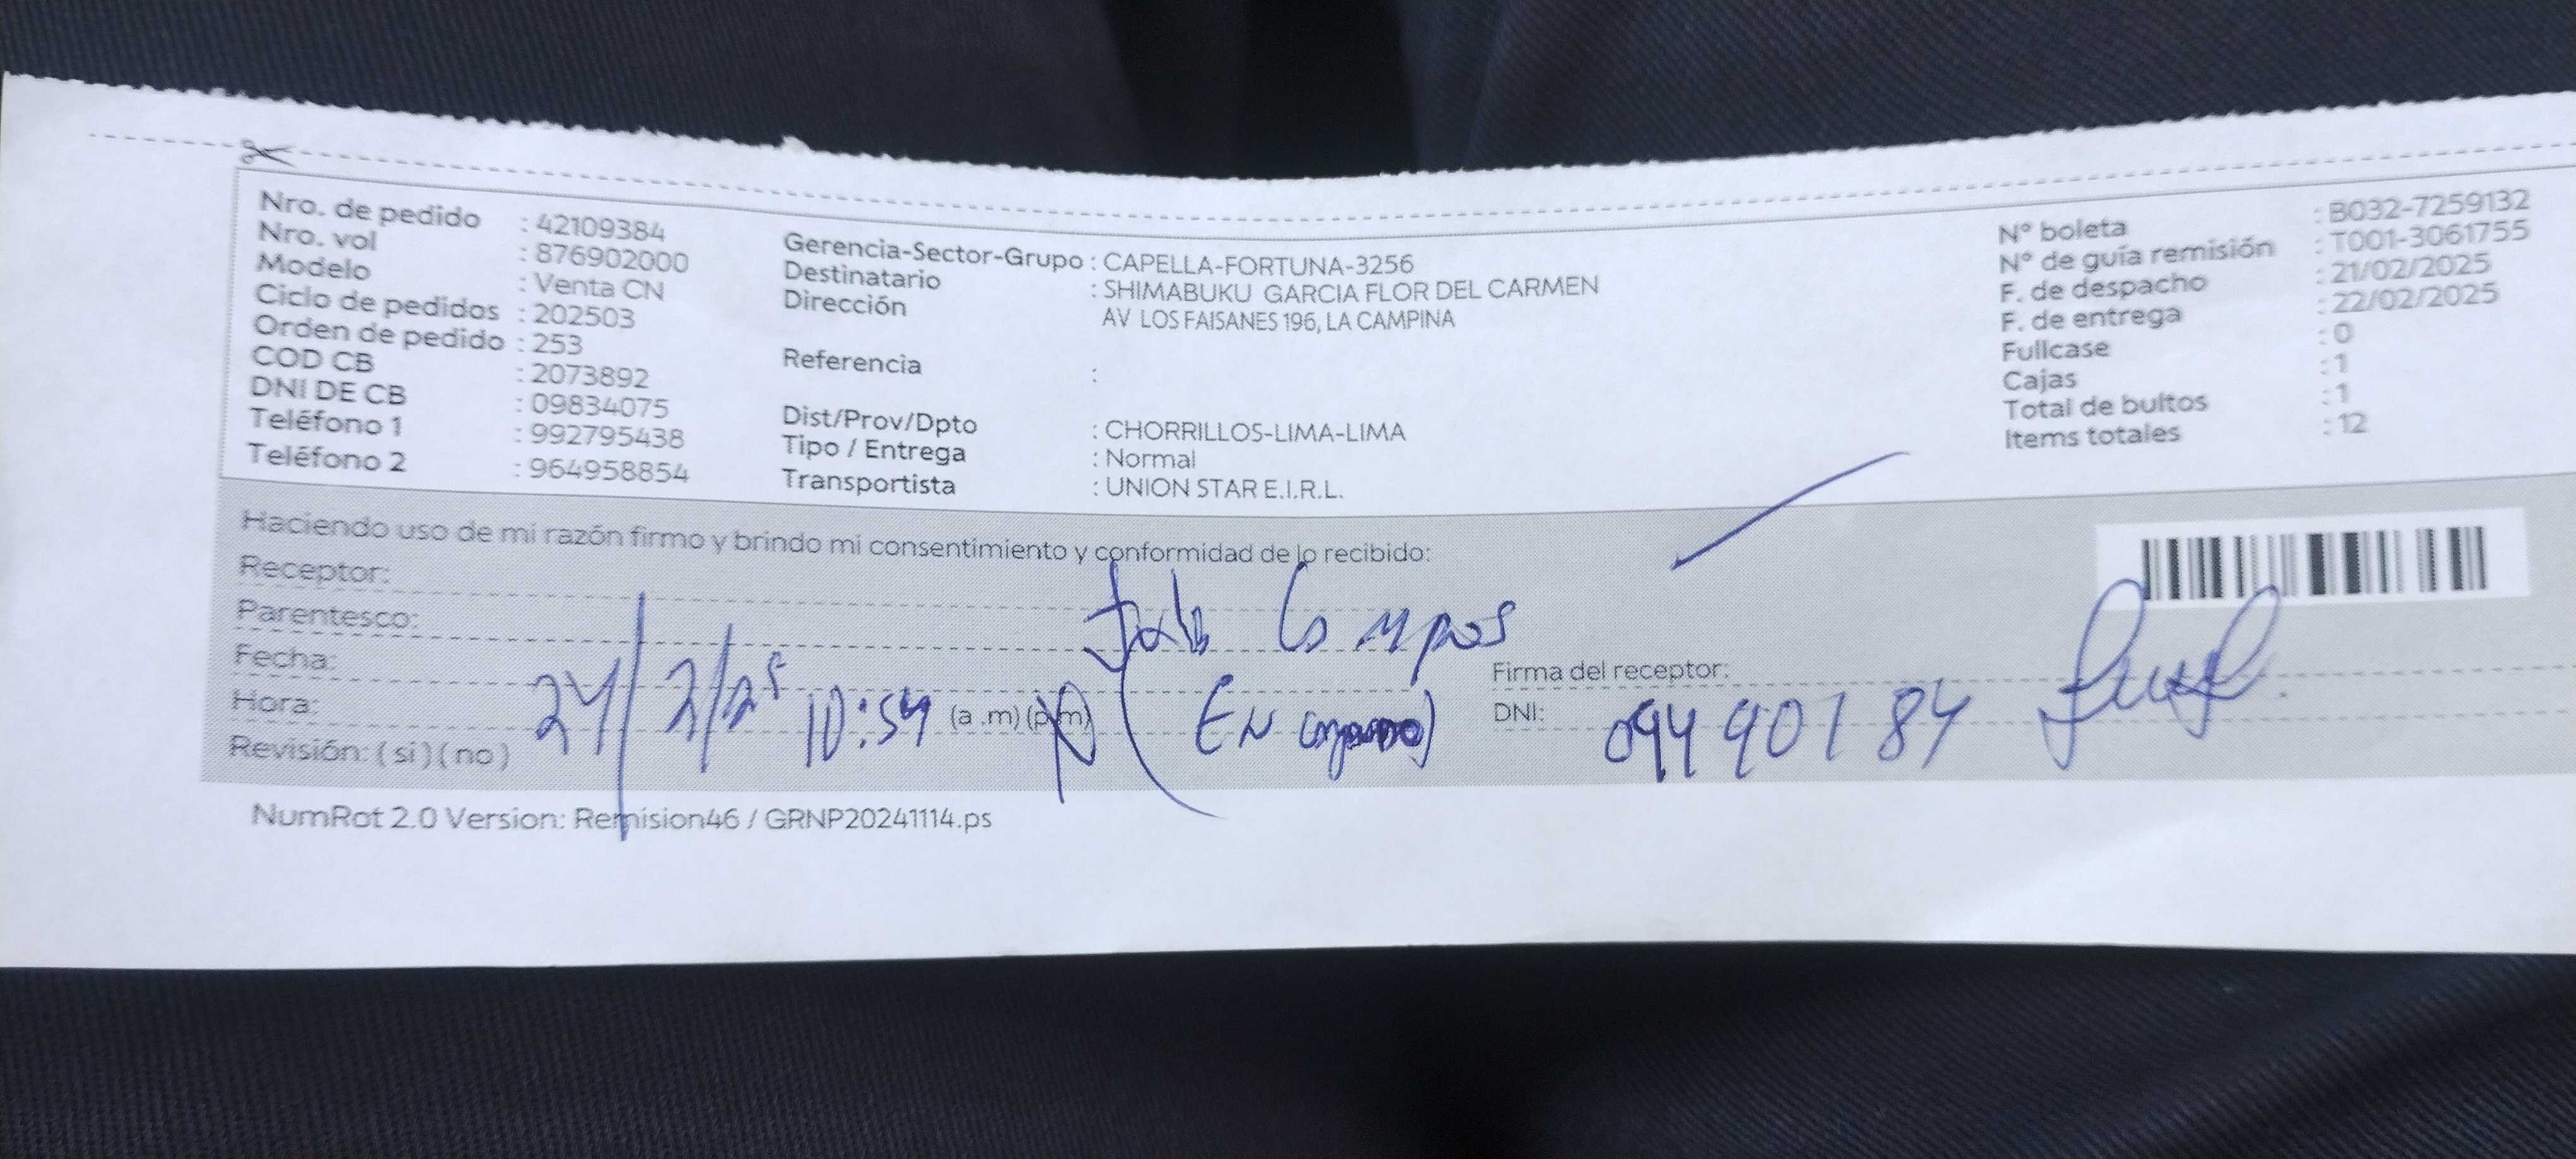 Nro. de pedido : 42109384
Nro. vol : 876902000
Modelo : Venta CN
Ciclo de pedidos : 202503
Orden de pedido : 253
COD CB : 2073892
DNI DE CB : 09834075
Teléfono 1 : 992795438
Teléfono 2 : 964958854
Gerencia-Sector-Grupo : CAPELLA-FORTUNA-3256
Destinatario : SHIMABUKU GARCIA FLOR DEL CARMEN
Dirección AV LOS FAISANES 196, LA CAMPINA
Referencia :
Dist/Prov/Dpto : CHORRILLOS-LIMA-LIMA
Tipo / Entrega : Normal
Transportista : UNION STAR E.I.R.L.
N° boleta : B032-7259132
N° de guía remisión : T001-3061755
F. de despacho : 21/02/2025
F. de entrega : 22/02/2025
Fullcase : 0
Cajas : 1
Total de bultos : 1
Items totales : 12
Haciendo uso de mi razón firmo y brindo mi consentimiento y conformidad de lo recibido:
Receptor:
Parentesco: Campos
Fecha: 24/2/25
Hora: 10:54 (a .m) (p.m)
Revisión: ( si ) ( no )
Firma del receptor:
DNI: 09490184
NumRot 2.0 Version: Remision46 / GRNP20241114.ps